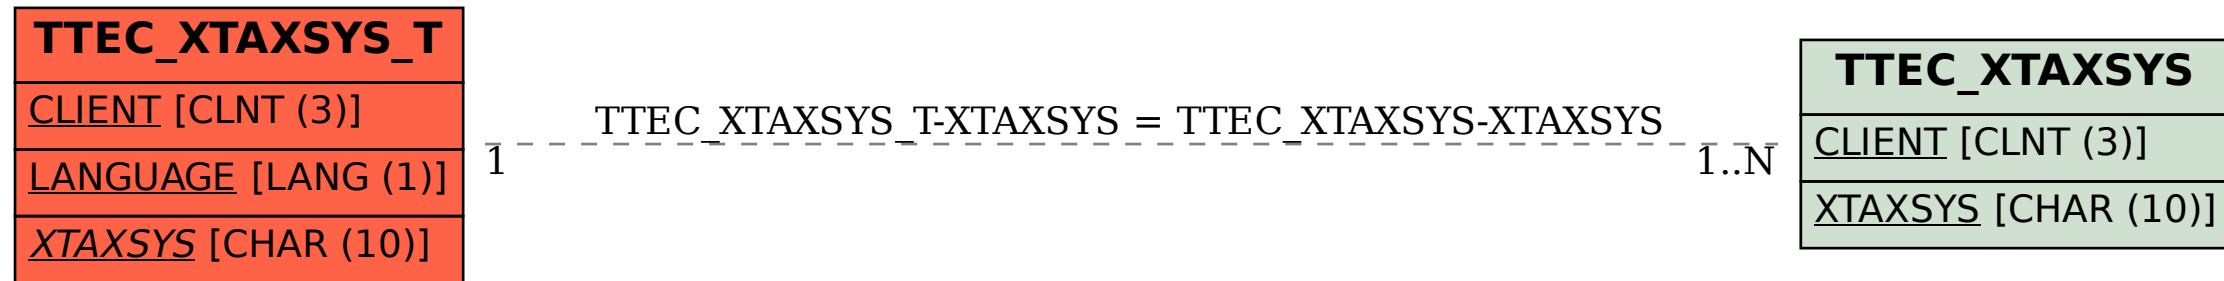 TTEC_XTAXSYS_T
CLIENT [CLNT (3)]
LANGUAGE [LANG (1)]
XTAXSYS [CHAR (10)]
TTEC_XTAXSYS_T-XTAXSYS = TTEC_XTAXSYS-XTAXSYS
1
1..N
TTEC_XTAXSYS
CLIENT [CLNT (3)]
XTAXSYS [CHAR (10)]